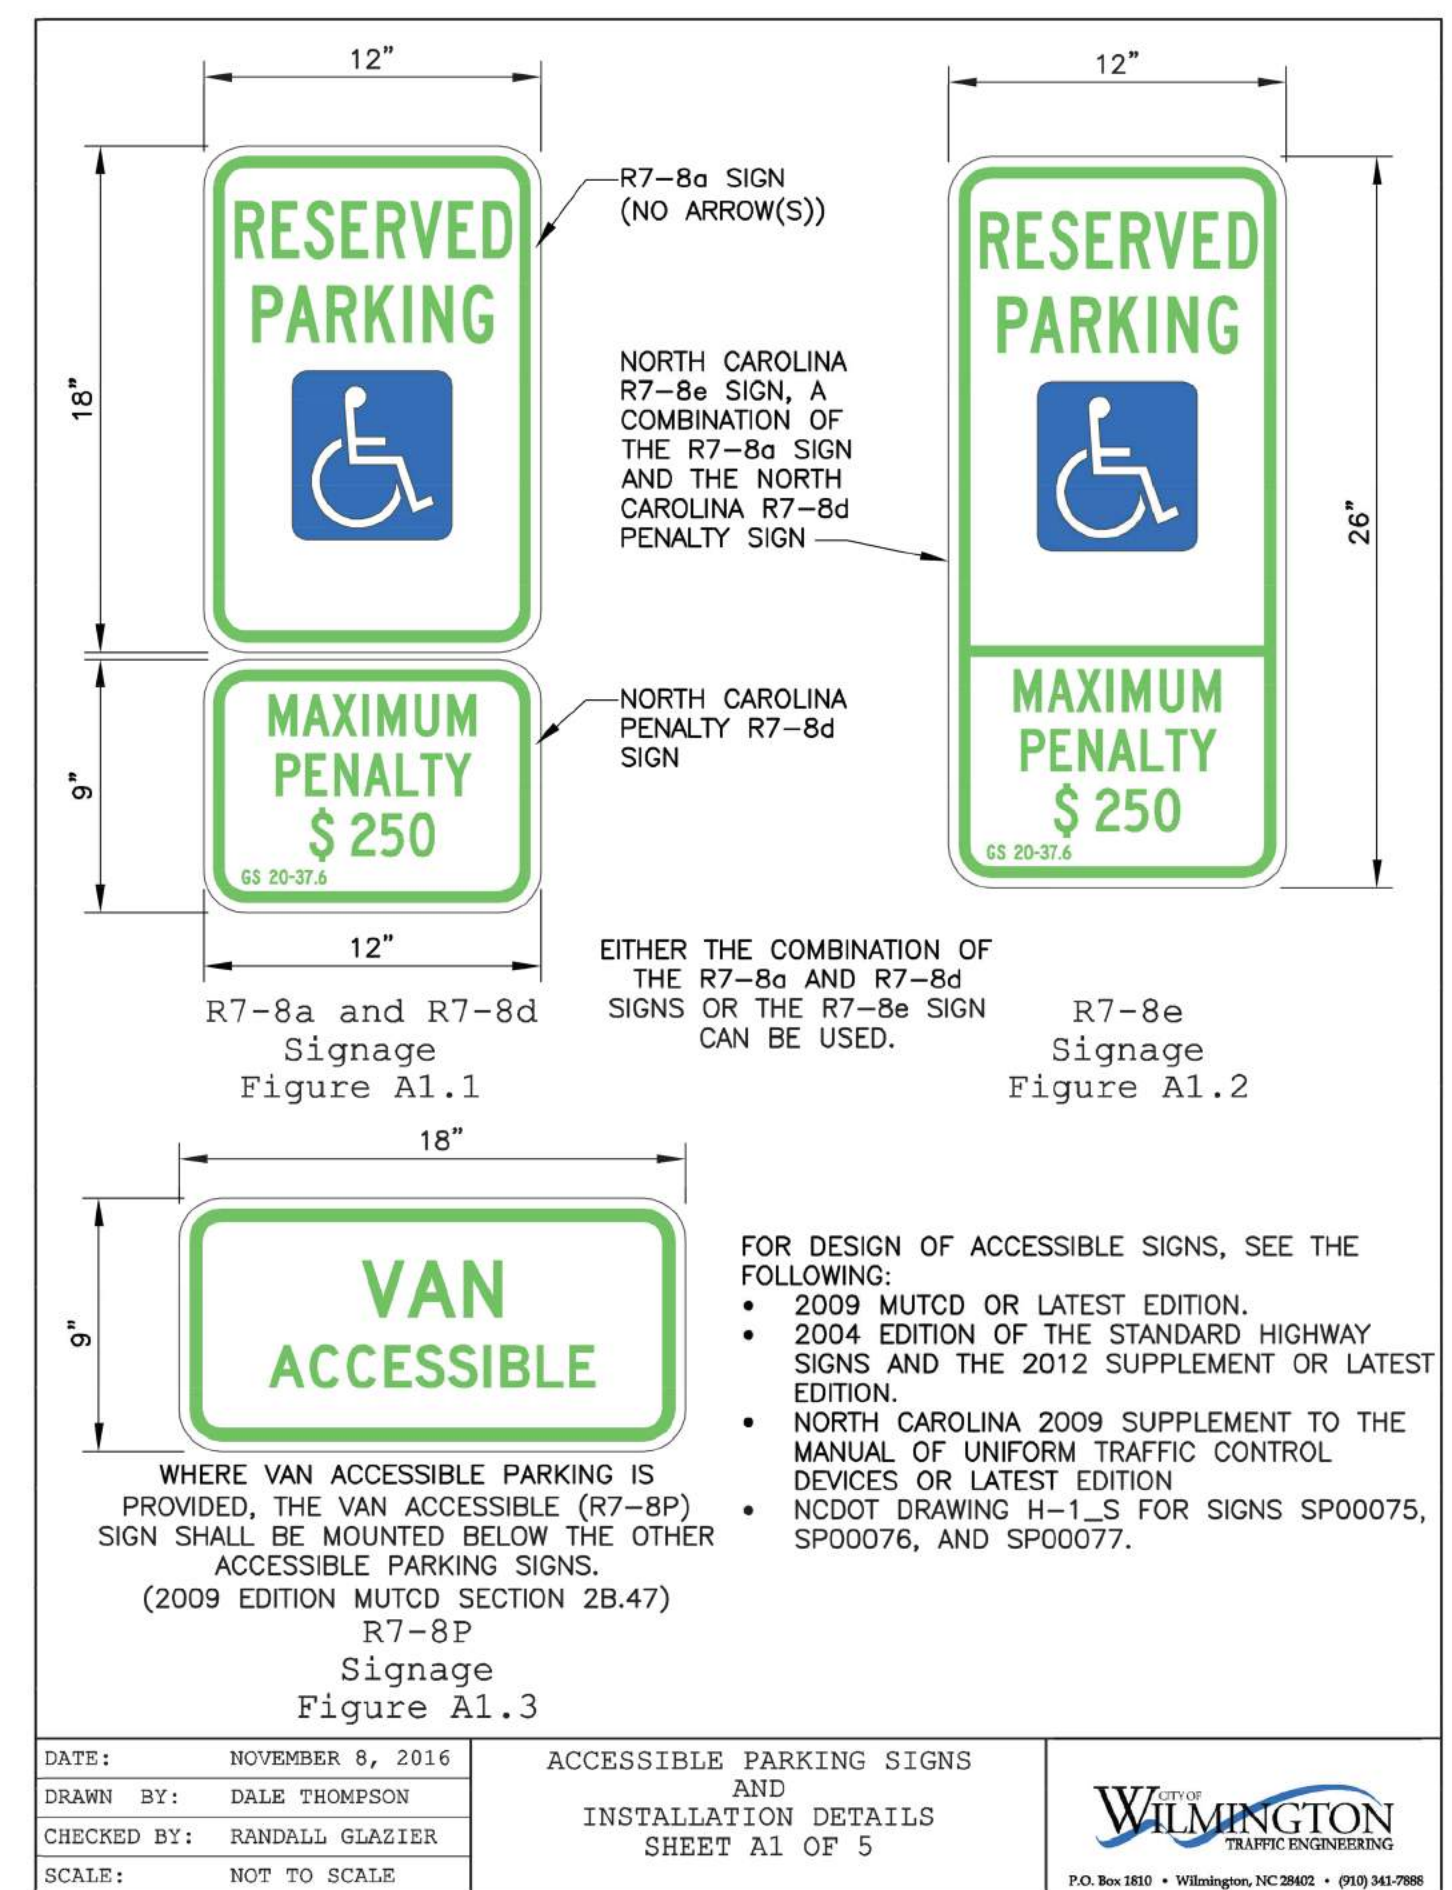 12"
18"
RESERVED
PARKING
R7-8a SIGN
(NO ARROW(S))
9"
MAXIMUM
PENALTY
$ 250
GS 20-37.6
NORTH CAROLINA
PENALTY R7-8d
SIGN
12"
R7-8a and R7-8d
Signage
Figure A1.1
NORTH CAROLINA
R7-8e SIGN, A
COMBINATION OF
THE R7-8a SIGN
AND THE NORTH
CAROLINA R7-8d
PENALTY SIGN
12"
26"
RESERVED
PARKING
MAXIMUM
PENALTY
$ 250
GS 20-37.6
EITHER THE COMBINATION OF
THE R7-8a AND R7-8d
SIGNS OR THE R7-8e SIGN
CAN BE USED.
R7-8e
Signage
Figure A1.2
18"
9"
VAN
ACCESSIBLE
WHERE VAN ACCESSIBLE PARKING IS
PROVIDED, THE VAN ACCESSIBLE (R7-8P)
SIGN SHALL BE MOUNTED BELOW THE OTHER
ACCESSIBLE PARKING SIGNS.
(2009 EDITION MUTCD SECTION 2B.47)
R7-8P
Signage
Figure A1.3
FOR DESIGN OF ACCESSIBLE SIGNS, SEE THE
FOLLOWING:
• 2009 MUTCD OR LATEST EDITION.
• 2004 EDITION OF THE STANDARD HIGHWAY
SIGNS AND THE 2012 SUPPLEMENT OR LATEST
EDITION.
• NORTH CAROLINA 2009 SUPPLEMENT TO THE
MANUAL OF UNIFORM TRAFFIC CONTROL
DEVICES OR LATEST EDITION
• NCDOT DRAWING H-1_S FOR SIGNS SP00075,
SP00076, AND SP00077.
DATE: NOVEMBER 8, 2016
DRAWN BY: DALE THOMPSON
CHECKED BY: RANDALL GLAZIER
SCALE: NOT TO SCALE
ACCESSIBLE PARKING SIGNS
AND
INSTALLATION DETAILS
SHEET A1 OF 5
CITY OF
WILMINGTON
TRAFFIC ENGINEERING
P.O. Box 1810 • Wilmington, NC 28402 • (910) 341-7888